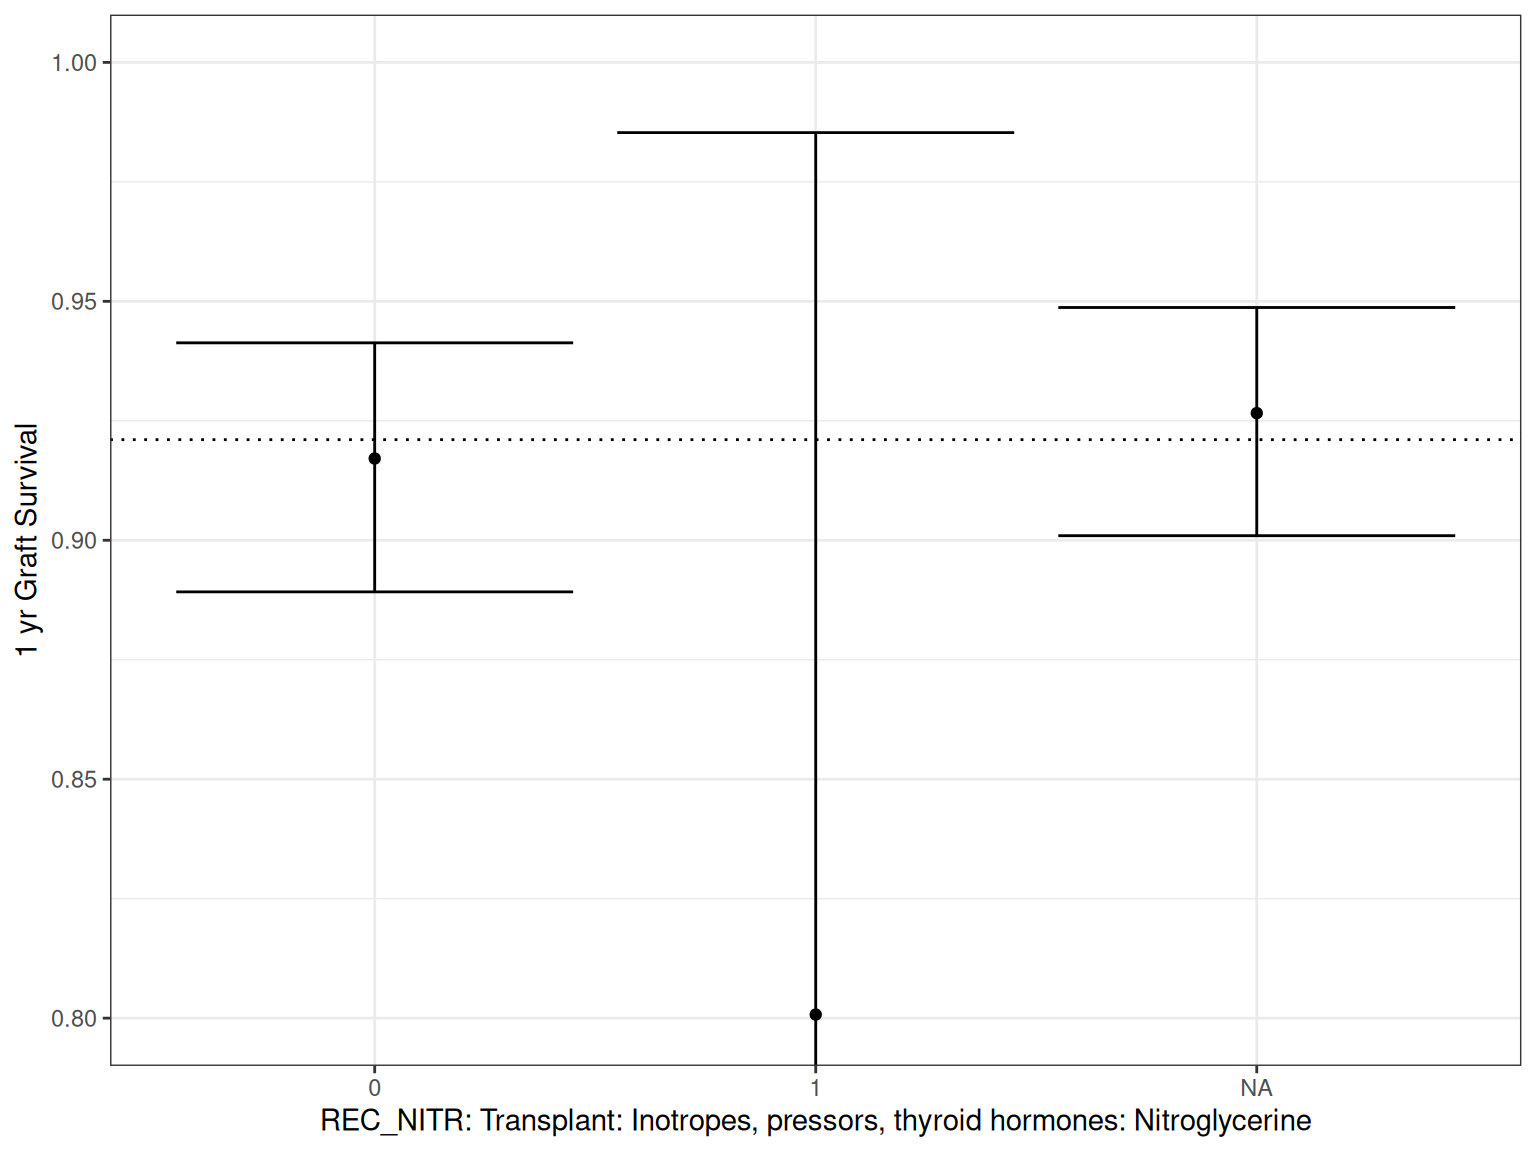 1.00
0.95
0.90
0.85
0.80
1 yr Graft Survival
0
1
NA
REC_NITR: Transplant: Inotropes, pressors, thyroid hormones: Nitroglycerine